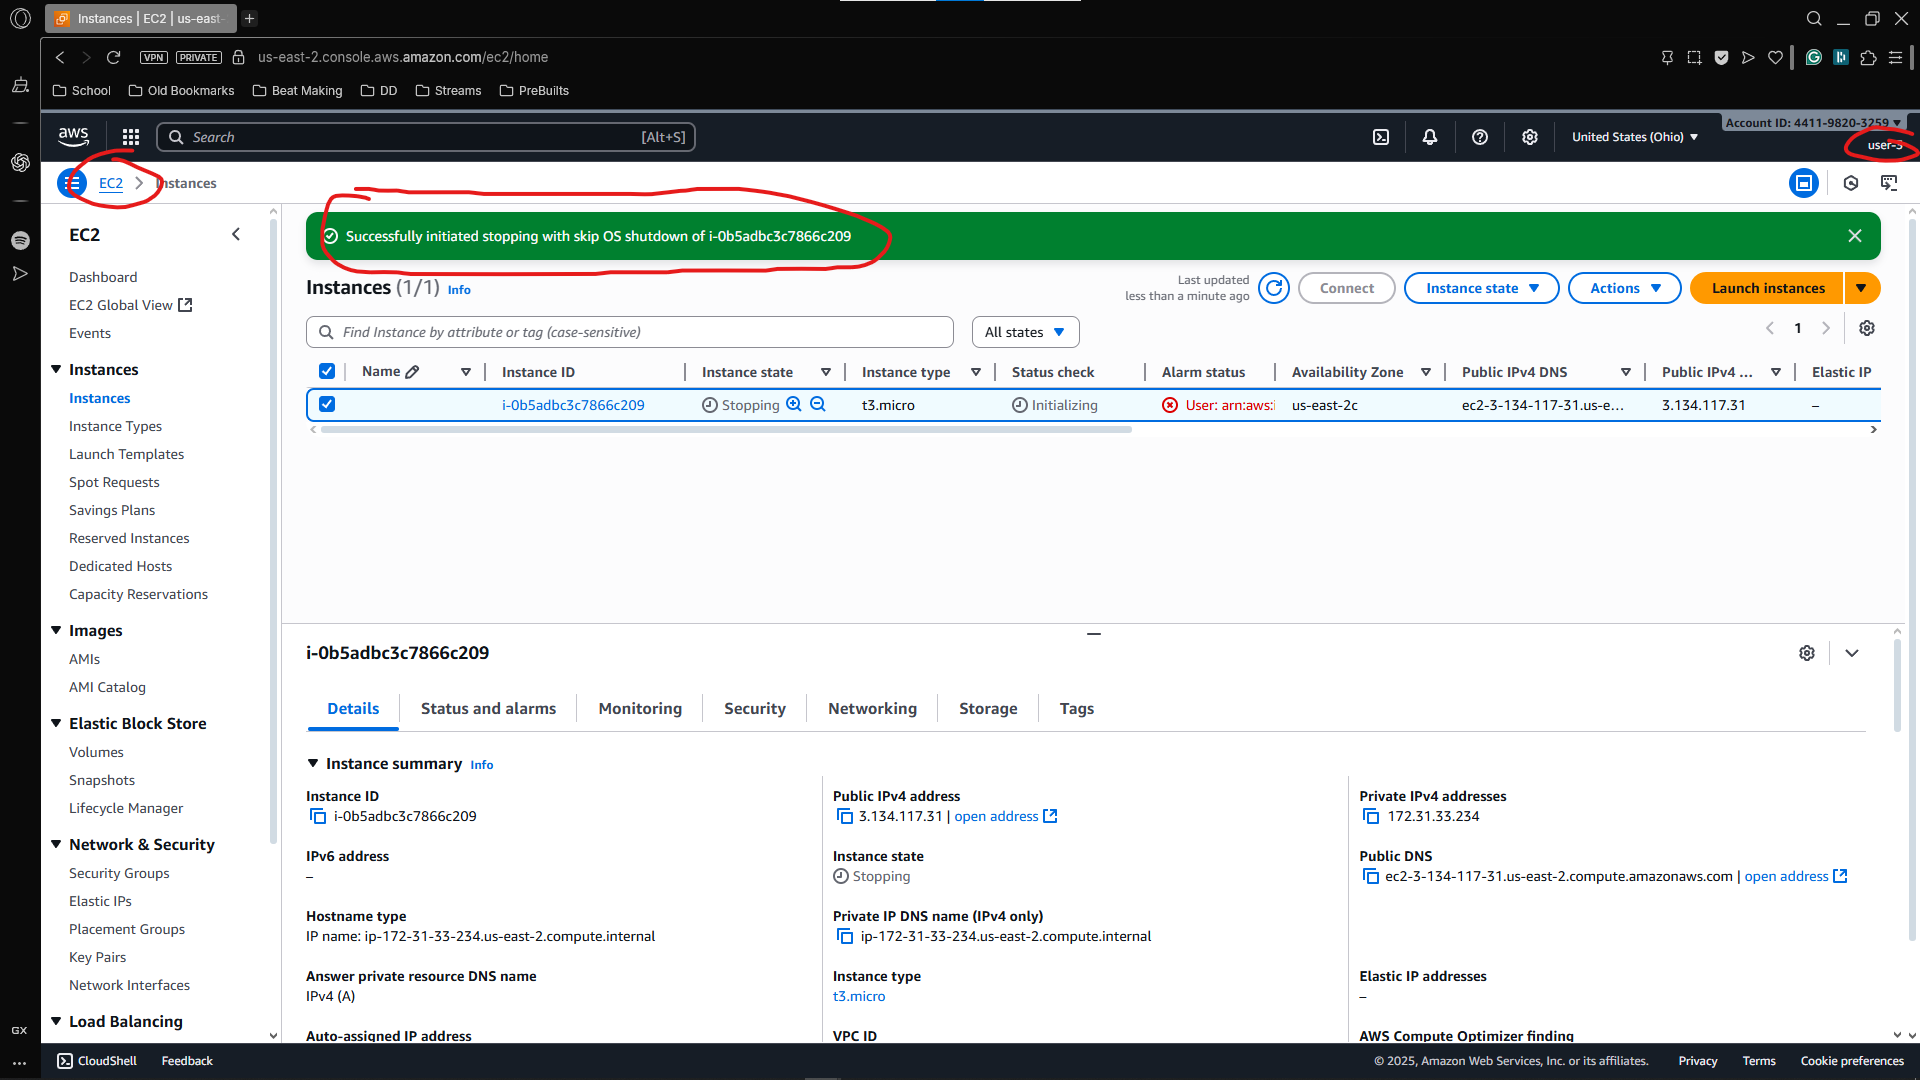 Instances | EC2 | us-east-
VPN PRIVATE us-east-2.console.aws.amazon.com/ec2/home
School Old Bookmarks Beat Making DD Streams PreBuilts
aws Search [Alt+S] United States (Ohio) Account ID: 4411-9820-3259
user-3
EC2 Instances
EC2
Dashboard
EC2 Global View
Events
Instances
Instances
Instance Types
Launch Templates
Spot Requests
Savings Plans
Reserved Instances
Dedicated Hosts
Capacity Reservations
Images
AMIs
AMI Catalog
Elastic Block Store
Volumes
Snapshots
Lifecycle Manager
Network & Security
Security Groups
Elastic IPs
Placement Groups
Key Pairs
Network Interfaces
Load Balancing
Successfully initiated stopping with skip OS shutdown of i-0b5adbc3c7866c209
Instances (1/1) Info
Last updated
less than a minute ago
Connect Instance state Actions Launch instances
Find Instance by attribute or tag (case-sensitive) All states 1
Name Instance ID Instance state Instance type Status check Alarm status Availability Zone Public IPv4 DNS Public IPv4 ... Elastic IP
i-0b5adbc3c7866c209 Stopping t3.micro Initializing User: arn:aws:i us-east-2c ec2-3-134-117-31.us-e... 3.134.117.31 –
i-0b5adbc3c7866c209
Details Status and alarms Monitoring Security Networking Storage Tags
Instance summary Info
Instance ID
i-0b5adbc3c7866c209
Public IPv4 address
3.134.117.31 | open address
Private IPv4 addresses
172.31.33.234
IPv6 address
–
Instance state
Stopping
Public DNS
ec2-3-134-117-31.us-east-2.compute.amazonaws.com | open address
Hostname type
IP name: ip-172-31-33-234.us-east-2.compute.internal
Private IP DNS name (IPv4 only)
ip-172-31-33-234.us-east-2.compute.internal
Answer private resource DNS name
IPv4 (A)
Instance type
t3.micro
Elastic IP addresses
–
Auto-assigned IP address
VPC ID
AWS Compute Optimizer finding
GX
CloudShell Feedback © 2025, Amazon Web Services, Inc. or its affiliates. Privacy Terms Cookie preferences